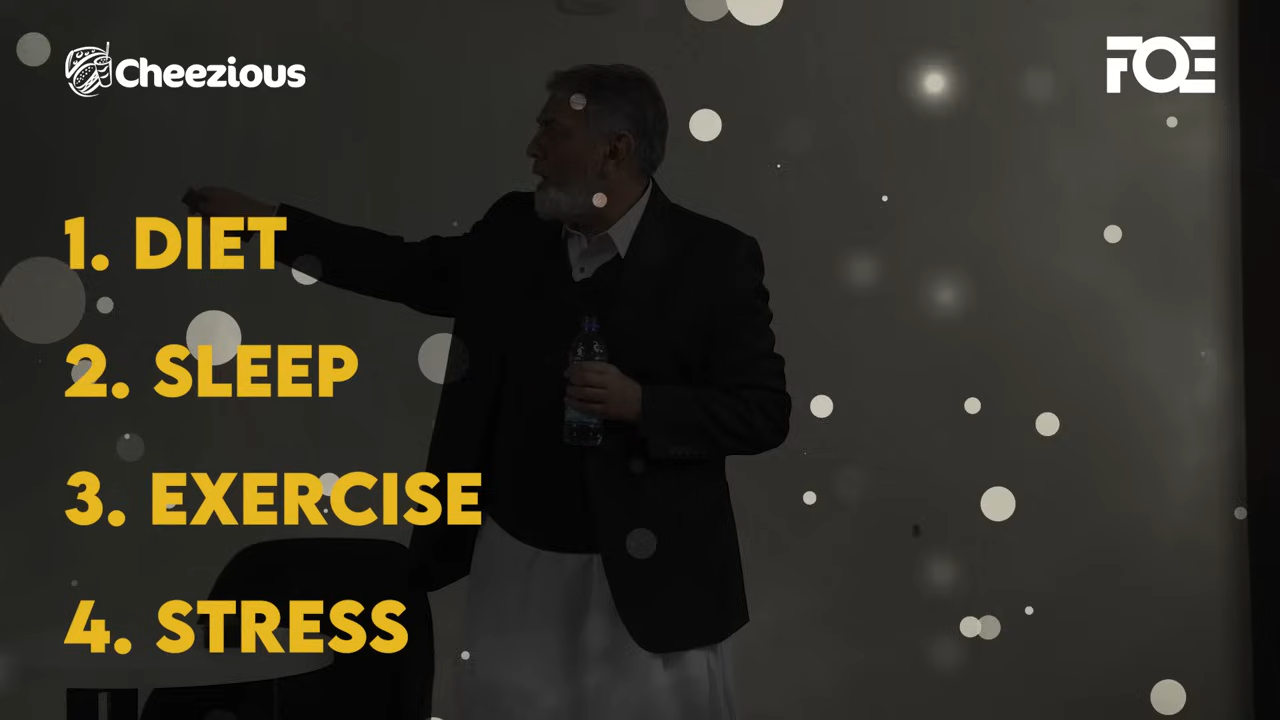 Cheezious
FOE
1. DIET
2. SLEEP
3. EXERCISE
4. STRESS